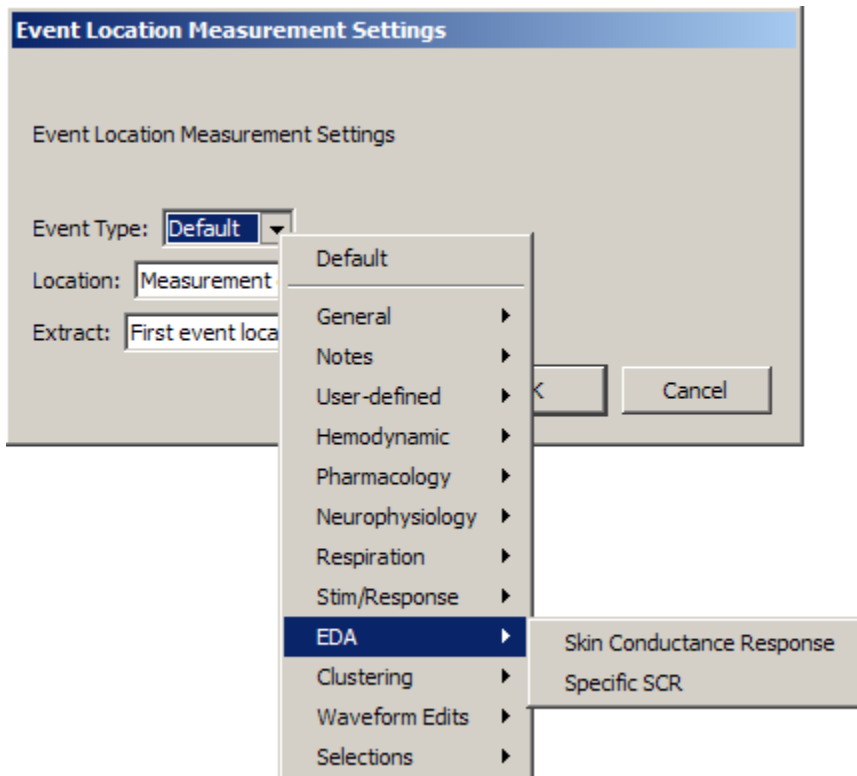 Event Location Measurement Settings
Event Location Measurement Settings
Event Type: Default
Location: Measurement
Extract: First event loca
K
Cancel
Default
General
Notes
User-defined
Hemodynamic
Pharmacology
Neurophysiology
Respiration
Stim/Response
EDA
Clustering
Waveform Edits
Selections
Skin Conductance Response
Specific SCR